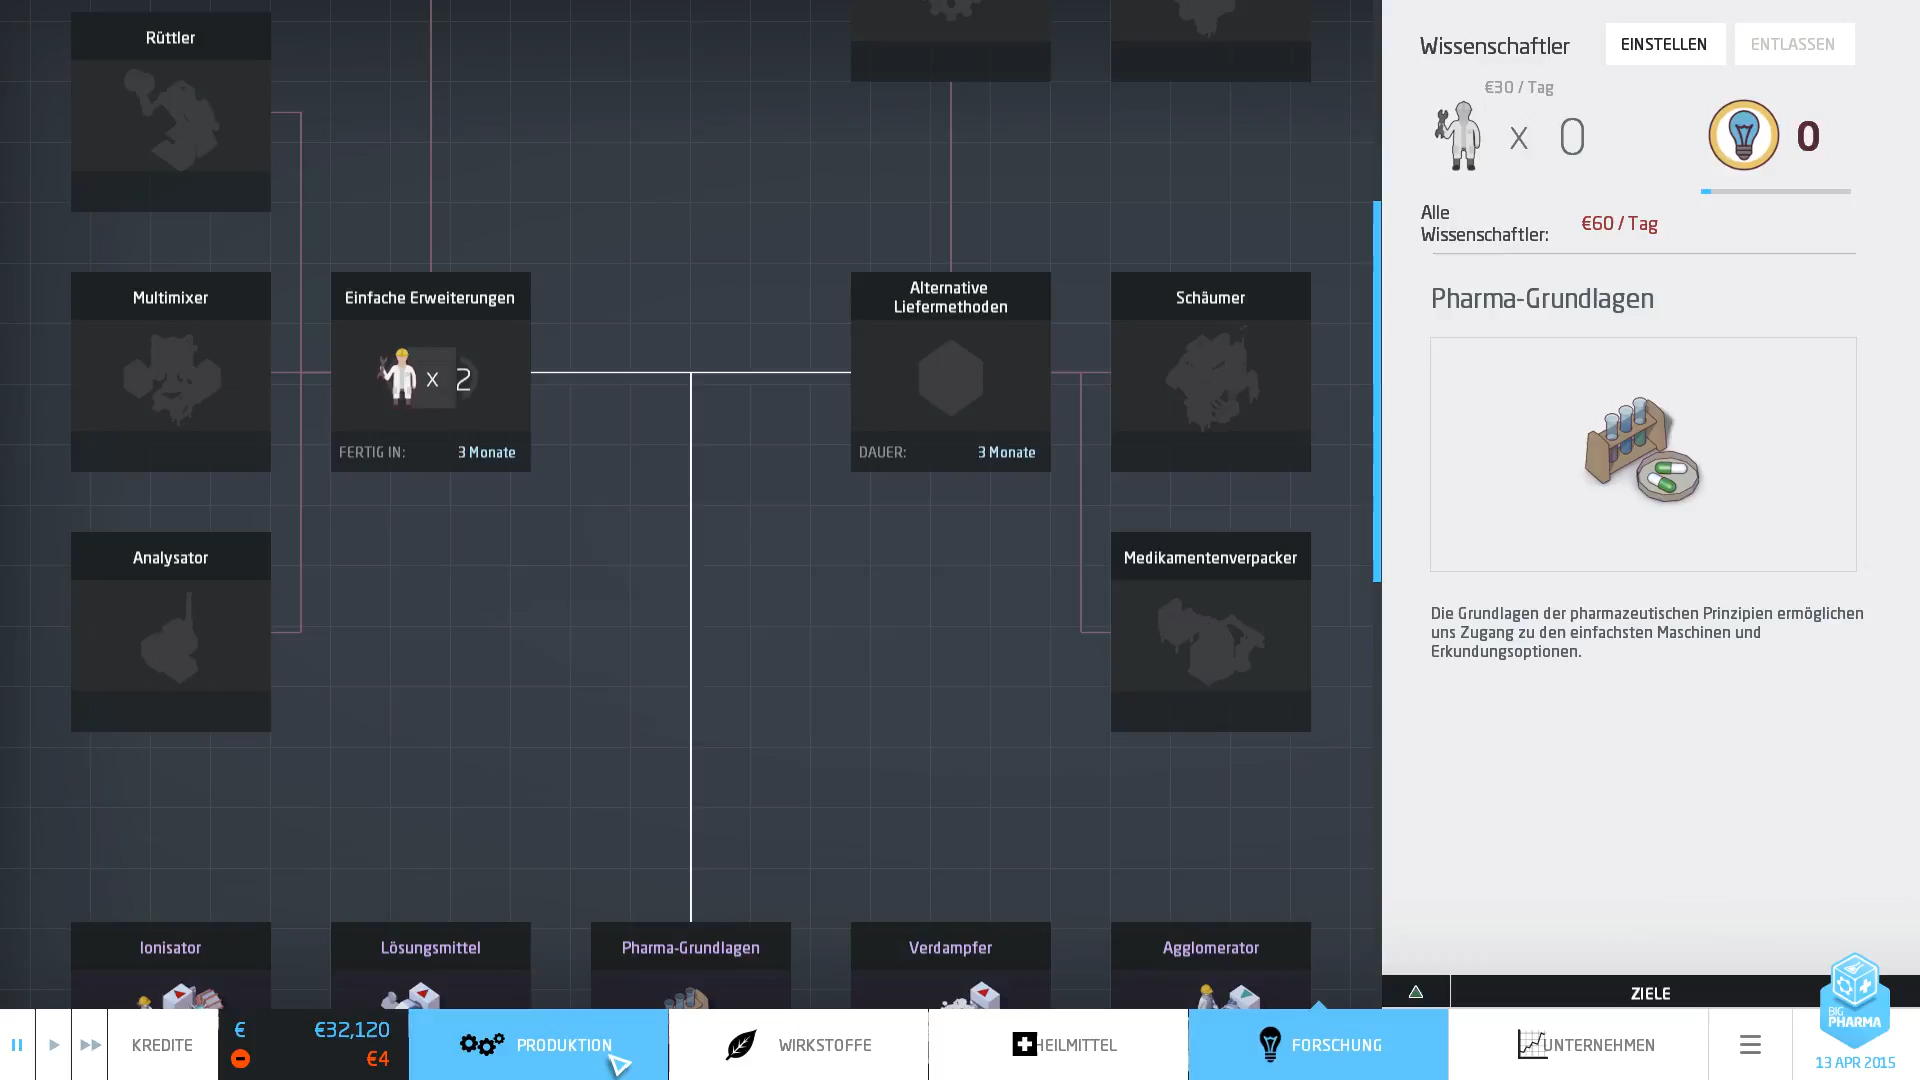 Rüttler
Wissenschaftler
EINSTELLEN
ENTLASSEN
€30 / Tag
x 0
0
Alle
Wissenschaftler:
€60 / Tag
Multimixer
Einfache Erweiterungen
Alternative
Liefermethoden
Schäumer
x 2
FERTIG IN:
3 Monate
DAUER:
3 Monate
Pharma-Grundlagen
Analysator
Medikamentenverpacker
Die Grundlagen der pharmazeutischen Prinzipien ermöglichen
uns Zugang zu den einfachsten Maschinen und
Erkundungsoptionen.
Ionisator
Lösungsmittel
Pharma-Grundlagen
Verdampfer
Agglomerator
ZIELE
KREDITE
€
€32,120
€4
PRODUKTION
WIRKSTOFFE
HEILMITTEL
FORSCHUNG
UNTERNEHMEN
BIG
PHARMA
13 APR 2015